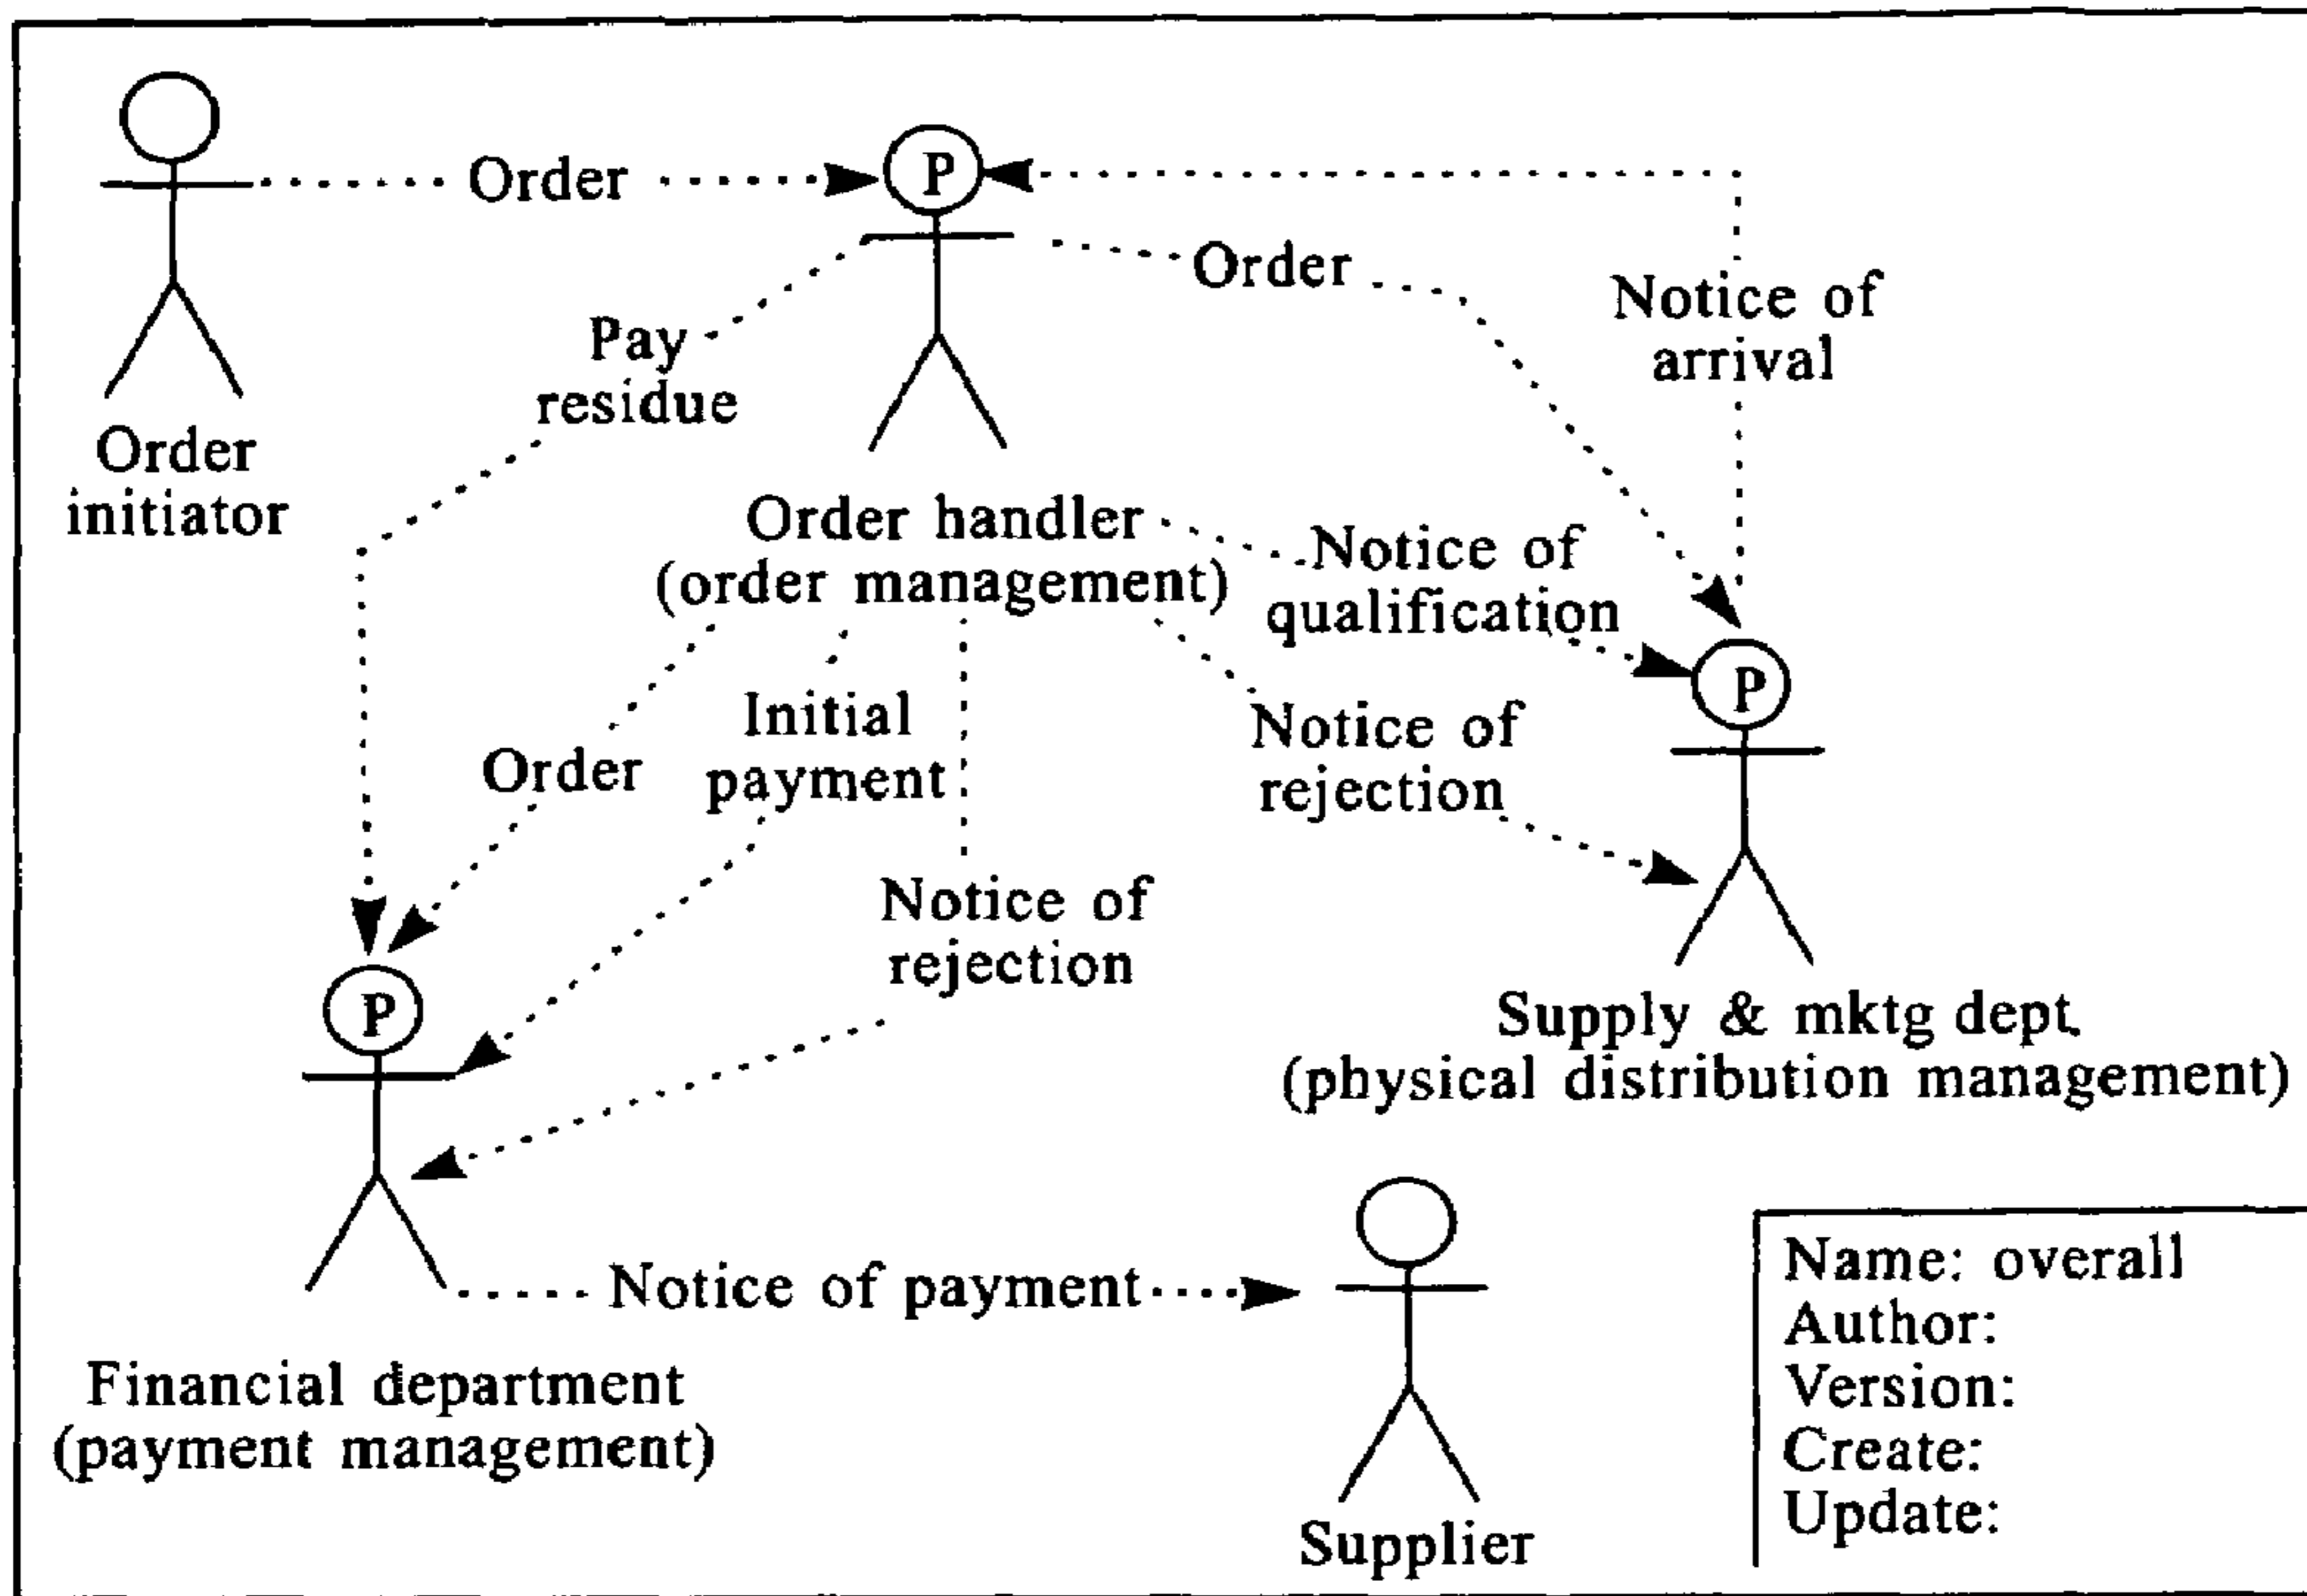 P
Order
Order
Notice of
arrival
Pay
residue
Order
initiator
Order handler
(order management)
Notice of
qualification
P
Initial
payment
Order
Notice of
rejection
Notice of
rejection
P
Supply & mktg dept.
(physical distribution management)
Notice of payment
Financial department
(payment management)
Supplier
Name: overall
Author:
Version:
Create:
Update: